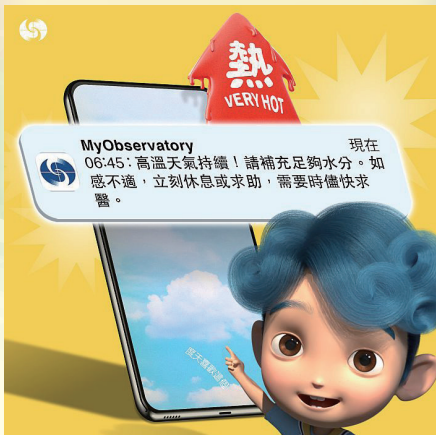 熱
VERY HOT
MyObservatory 現在
06:45：高溫天氣持續！請補充足夠水分。如
感不適，立刻休息或求助，需要時儘快求
醫。